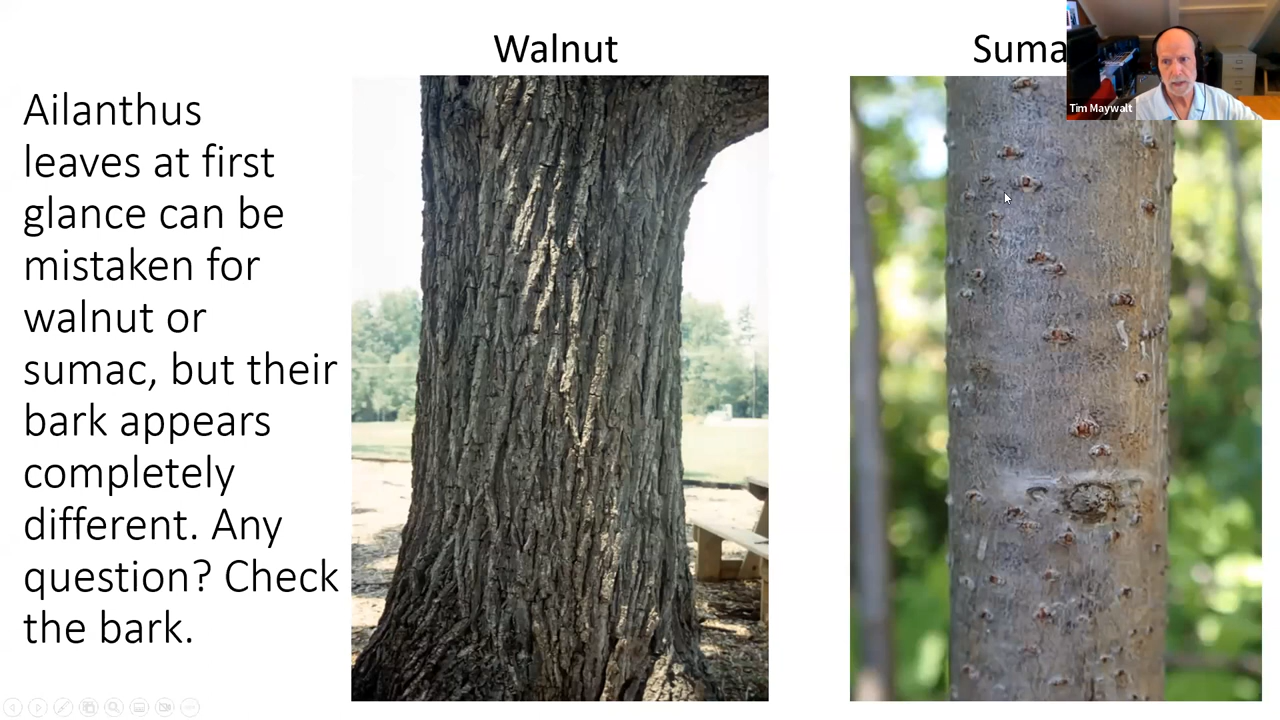 Walnut
Suma
Tim Maywalt
Ailanthus
leaves at first
glance can be
mistaken for
walnut or
sumac, but their
bark appears
completely
different. Any
question? Check
the bark.